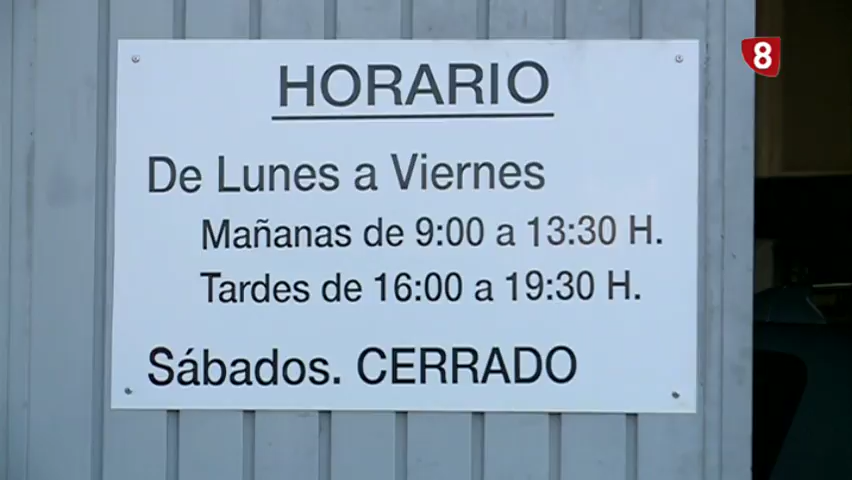 8
HORARIO
De Lunes a Viernes
Mañanas de 9:00 a 13:30 H.
Tardes de 16:00 a 19:30 H.
Sábados. CERRADO